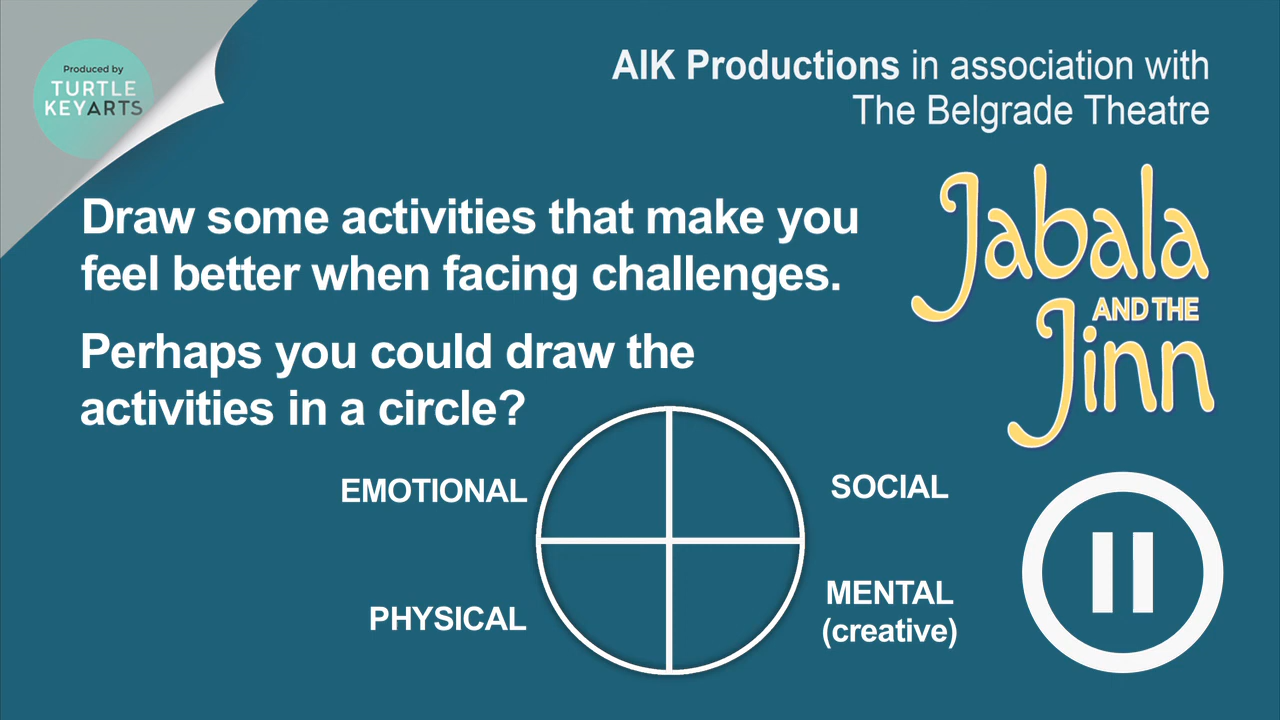 Produced by
TURTLE
KEYARTS
AIK Productions in association with
The Belgrade Theatre
Jabala
AND THE
Jinn
Draw some activities that make you
feel better when facing challenges.
Perhaps you could draw the
activities in a circle?
EMOTIONAL
SOCIAL
PHYSICAL
MENTAL
(creative)